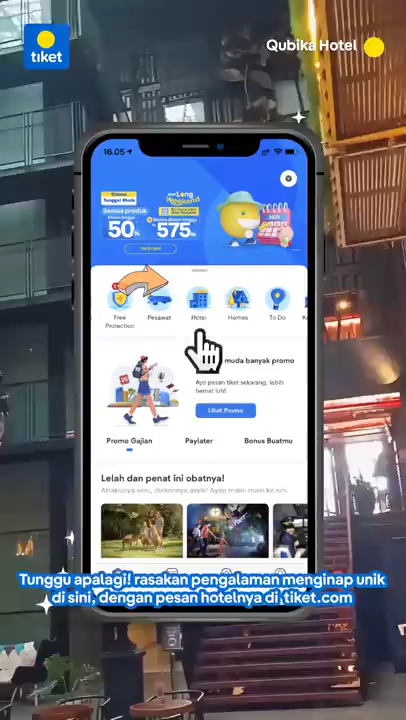 tiket
Qubika Hotel
16.05
Long
Weekend
Semua produk
50%
575
Free
Protection
Pesawat
Hotel
Homes
To Do
muda banyak promo
Ayo pesan tiket sekarang, lebih
hemat loh!
Lihat Promo
Promo Gajian
Paylater
Bonus Buatmu
Lelah dan penat ini obatnya!
Tunggu apalagi! rasakan pengalaman menginap unik
di sini, dengan pesan hotelnya di tiket.com